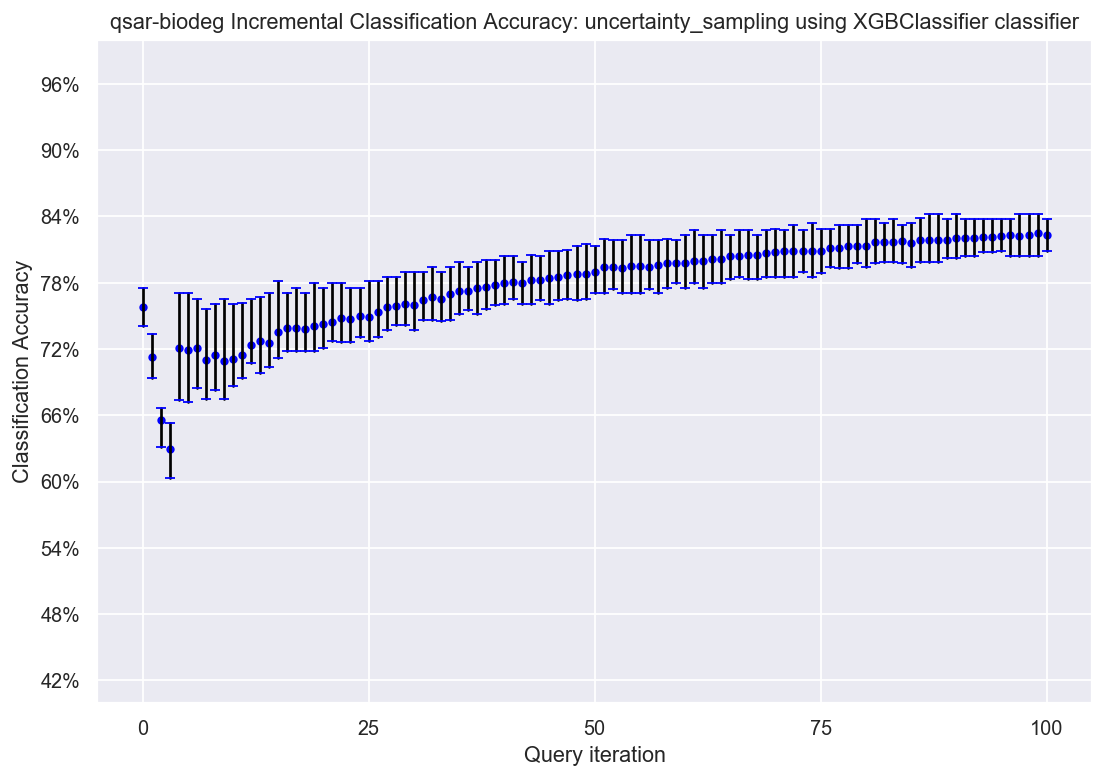 qsar-biodeg Incremental Classification Accuracy: uncertainty_sampling using XGBClassifier classifier
96%
90%
84%
78%
72%
66%
60%
54%
48%
42%
Classification Accuracy
0 25 50 75 100
Query iteration